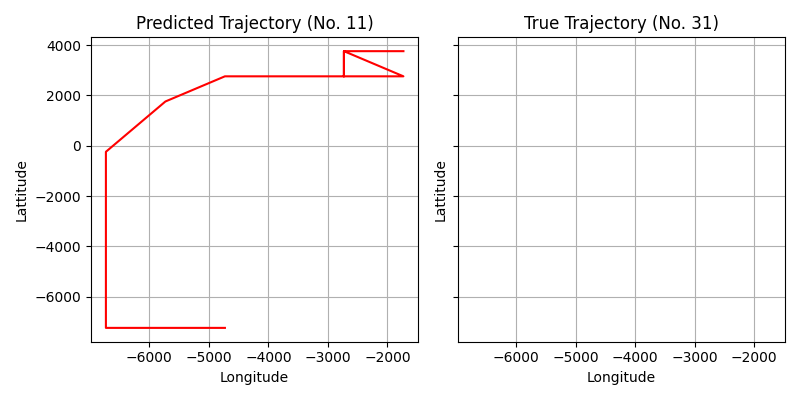 Predicted Trajectory (No. 11)
True Trajectory (No. 31)
4000
2000
0
−2000
−4000
−6000
Lattitude
Lattitude
−6000 −5000 −4000 −3000 −2000
−6000 −5000 −4000 −3000 −2000
Longitude
Longitude